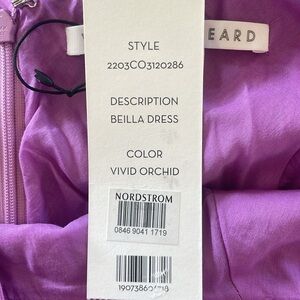 EARD
STYLE
2203CO3120286
DESCRIPTION
BEILLA DRESS
COLOR
VIVID ORCHID
NORDSTROM
0846 9041 1719